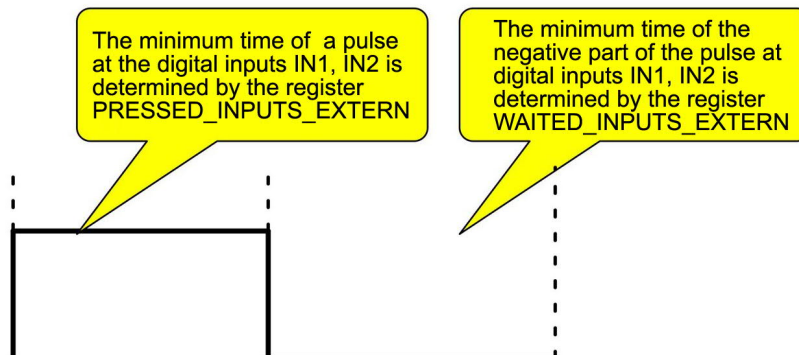 The minimum time of a pulse
at the digital inputs IN1, IN2 is
determined by the register
PRESSED_INPUTS_EXTERN
The minimum time of the
negative part of the pulse at
digital inputs IN1, IN2 is
determined by the register
WAITED_INPUTS_EXTERN